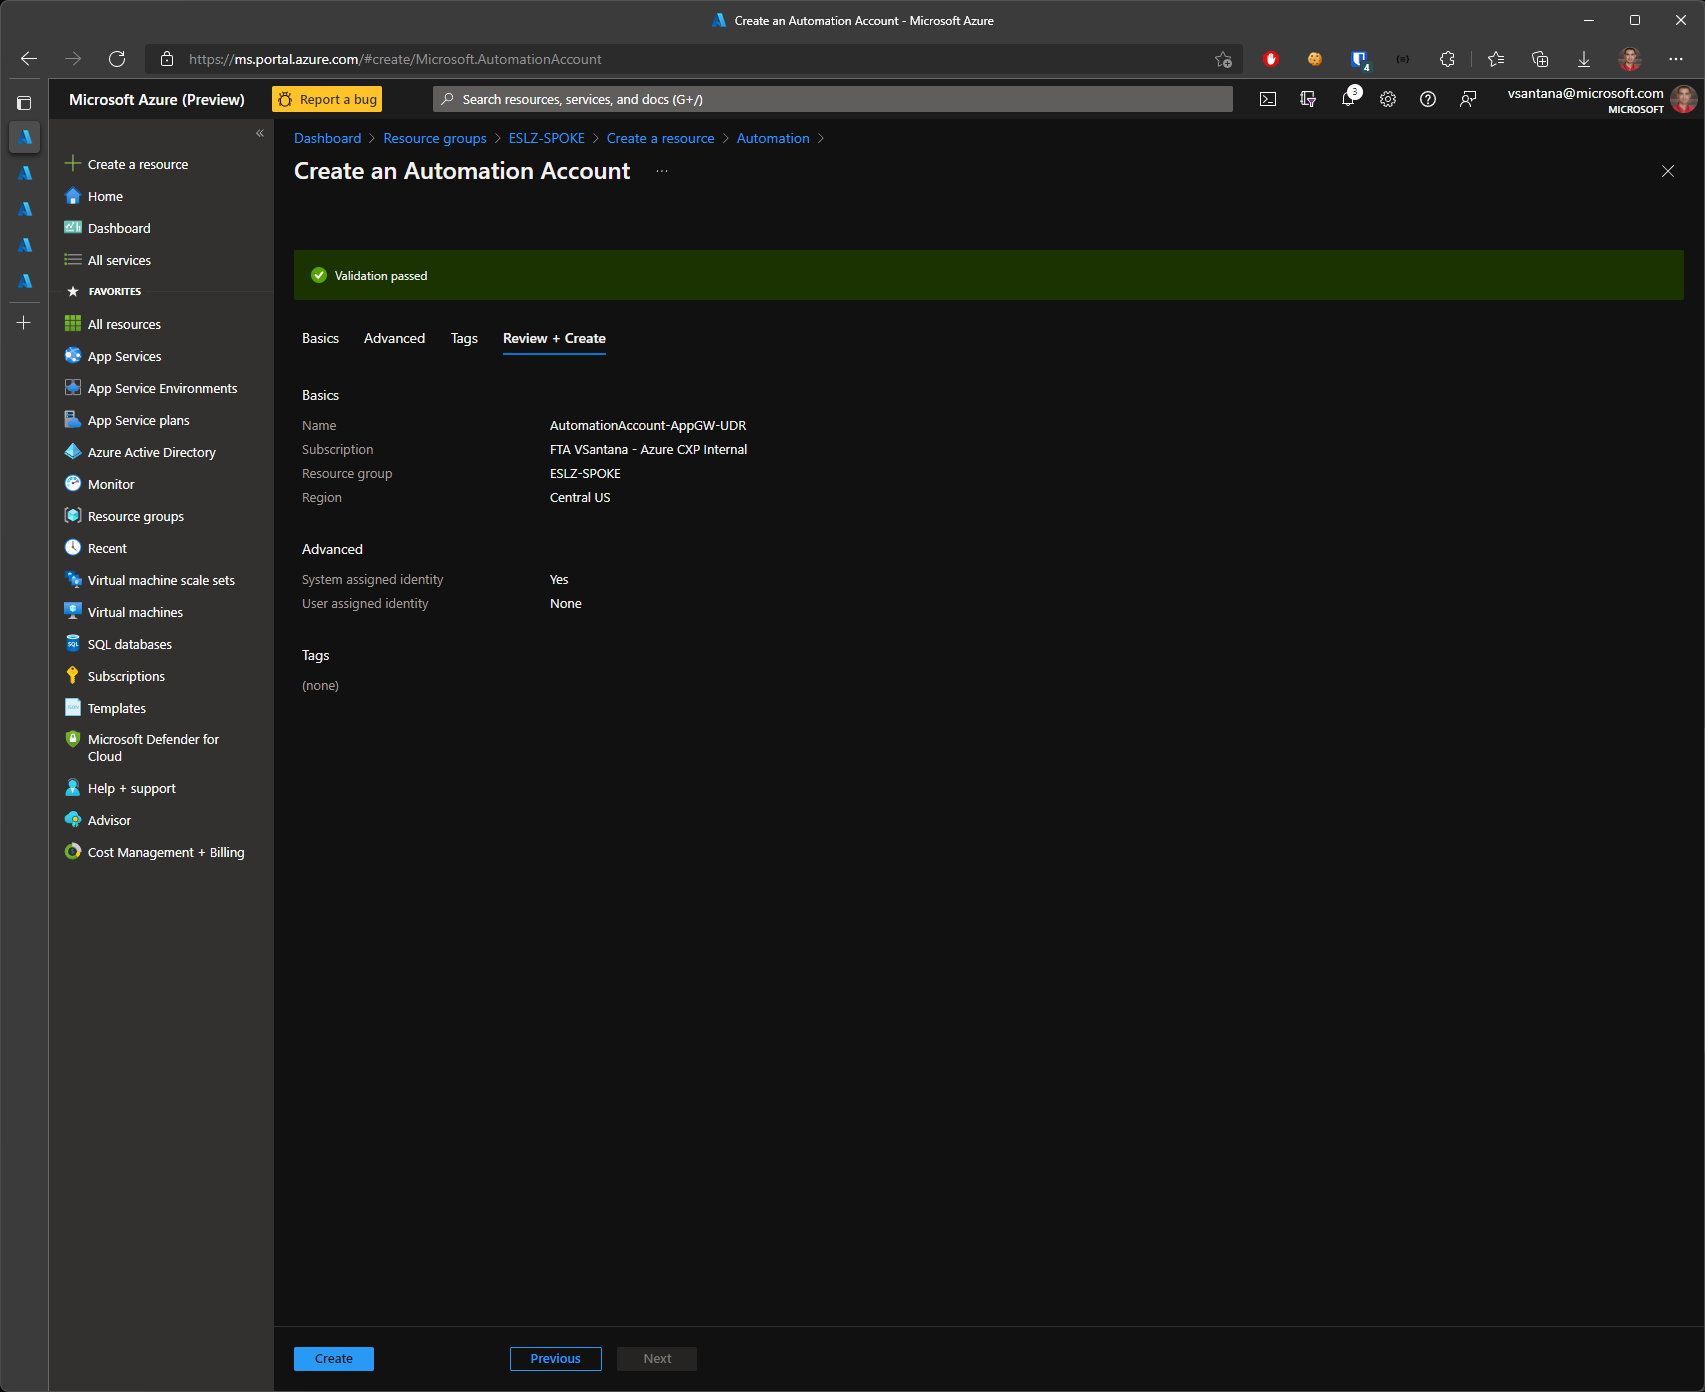 Create an Automation Account - Microsoft Azure
https://ms.portal.azure.com/#create/Microsoft.AutomationAccount
4
Microsoft Azure (Preview)
Report a bug
Search resources, services, and docs (G+/)
3
vsantana@microsoft.com
MICROSOFT
«
Create a resource
Home
Dashboard
All services
FAVORITES
All resources
App Services
App Service Environments
App Service plans
Azure Active Directory
Monitor
Resource groups
Recent
Virtual machine scale sets
Virtual machines
SQL databases
Subscriptions
Templates
Microsoft Defender for
Cloud
Help + support
Advisor
Cost Management + Billing
Dashboard > Resource groups > ESLZ-SPOKE > Create a resource > Automation >
Create an Automation Account ...
Validation passed
Basics Advanced Tags Review + Create
Basics
Name AutomationAccount-AppGW-UDR
Subscription FTA VSantana - Azure CXP Internal
Resource group ESLZ-SPOKE
Region Central US
Advanced
System assigned identity Yes
User assigned identity None
Tags
(none)
Create Previous Next